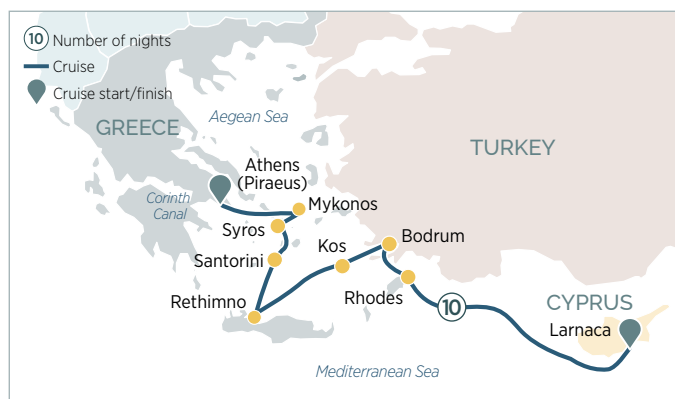 10 Number of nights
Cruise
Cruise start/finish
GREECE
Aegean Sea
TURKEY
Athens
(Piraeus)
Corinth
Canal
Mykonos
Syros
Bodrum
Kos
Santorini
Rethimno
Rhodes
10
CYPRUS
Larnaca
Mediterranean Sea